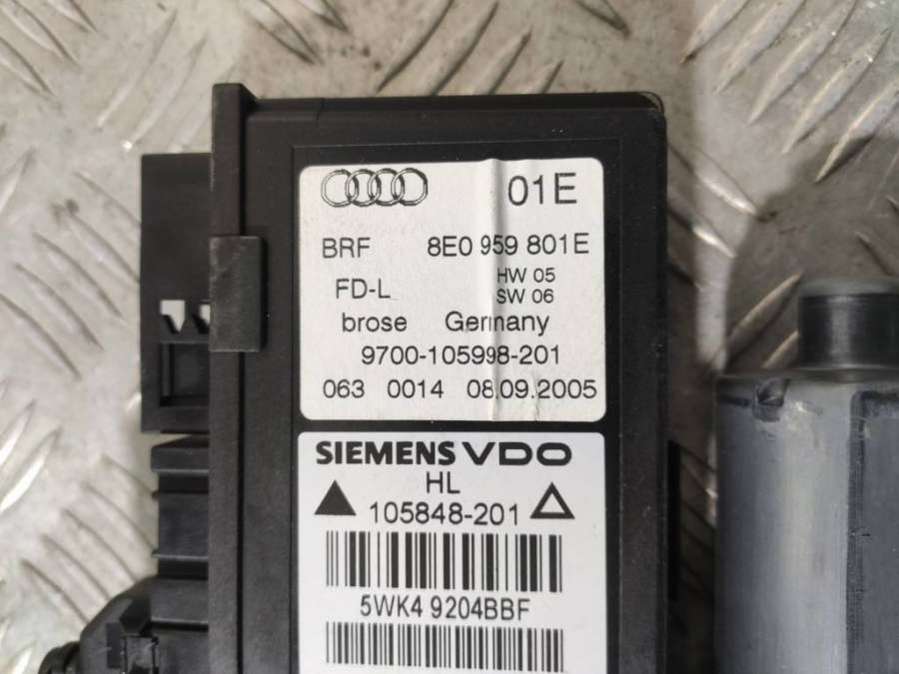 01E
BRF 8E0 959 801E
FD-L HW 05
SW 06
brose Germany
9700-105998-201
063 0014 08.09.2005
SIEMENS VDO
HL
105848-201
5WK4 9204BBF